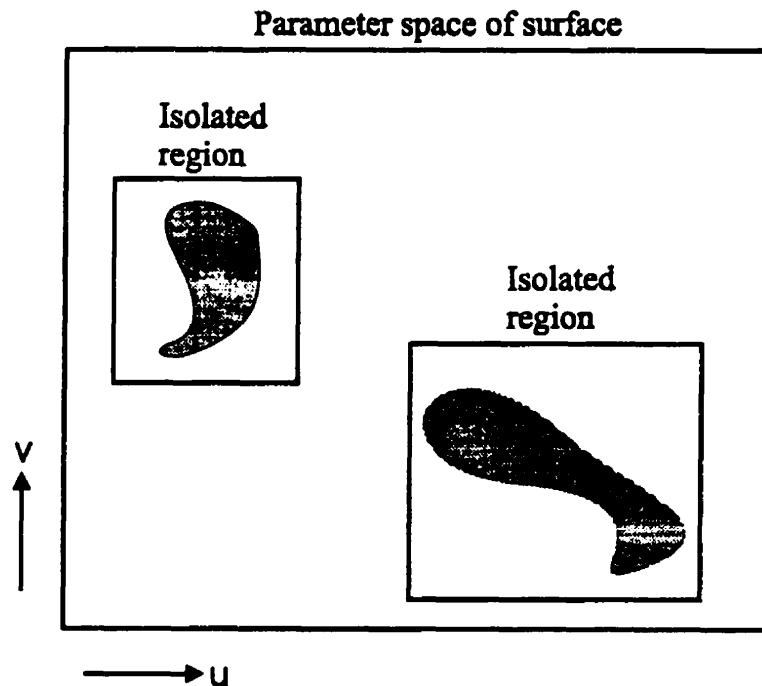 Parameter space of surface
Isolated
region
Isolated
region
v
u